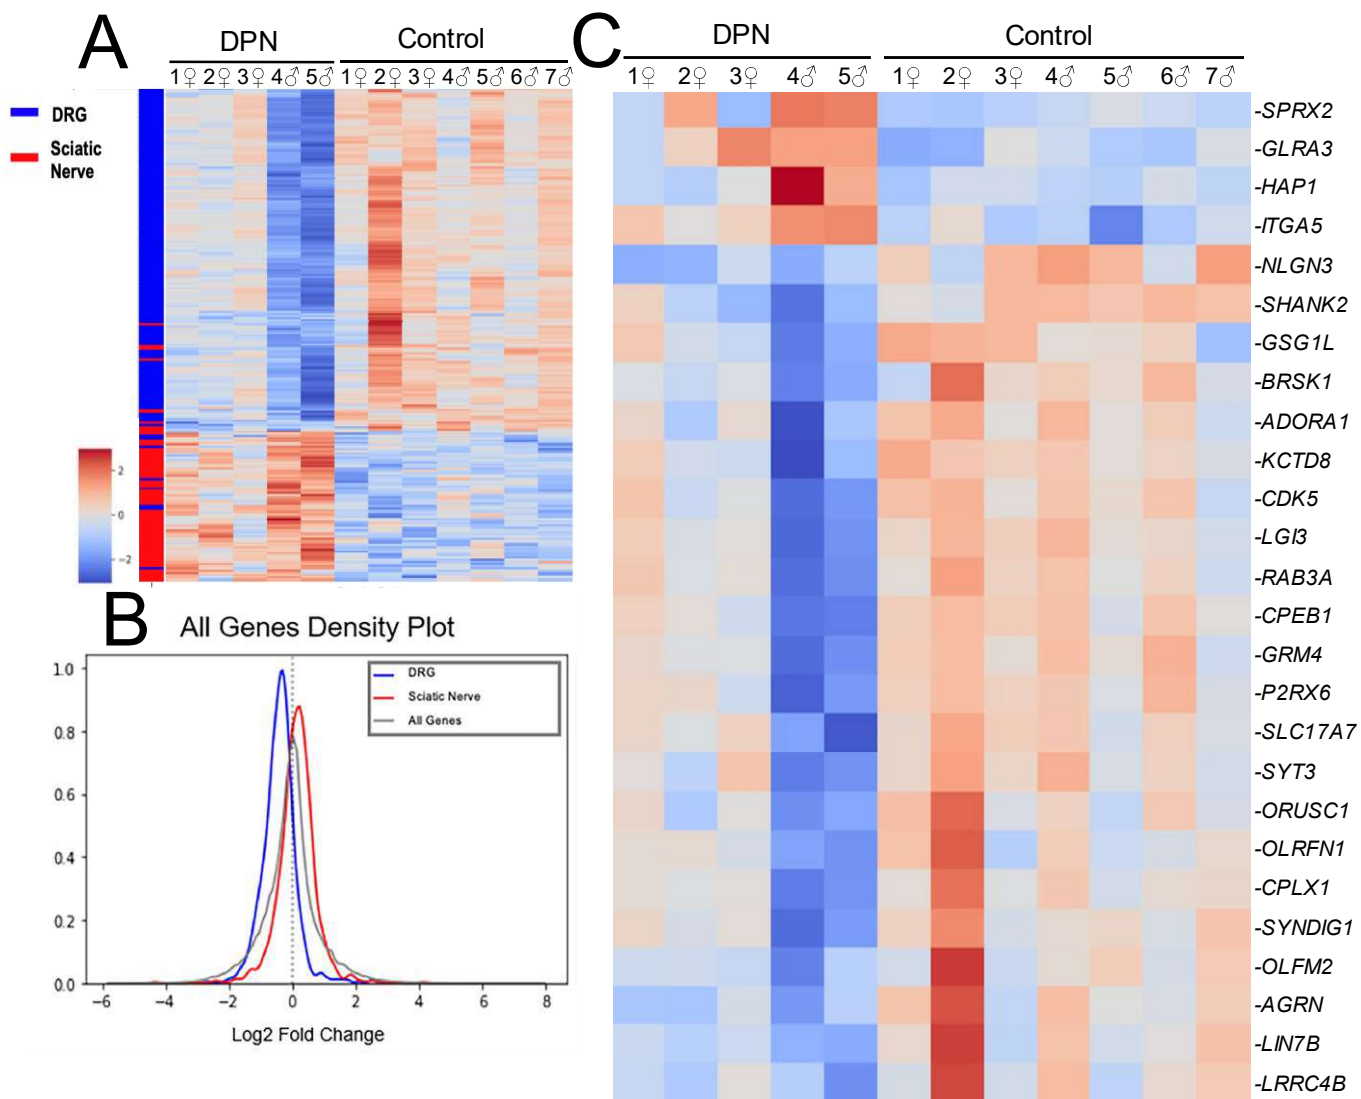 A
DPN
Control
1♀ 2♀ 3♀ 4♂ 5♂ 1♀ 2♀ 3♀ 4♂ 5♀ 6♂ 7♂
DRG
Sciatic
Nerve
2
0
−2
B
All Genes Density Plot
DRG
Sciatic Nerve
All Genes
1.0
0.8
0.6
0.4
0.2
0.0
−6 −4 −2 0 2 4 6 8
Log2 Fold Change
C
DPN
Control
1♀ 2♀ 3♀ 4♂ 5♂ 1♀ 2♀ 3♀ 4♂ 5♂ 6♂ 7♂
-SPRX2
-GLRA3
-HAP1
-ITGA5
-NLGN3
-SHANK2
-GSG1L
-BRSK1
-ADORA1
-KCTD8
-CDK5
-LGI3
-RAB3A
-CPEB1
-GRM4
-P2RX6
-SLC17A7
-SYT3
-ORUSC1
-OLRFN1
-CPLX1
-SYNDIG1
-OLFM2
-AGRN
-LIN7B
-LRRC4B